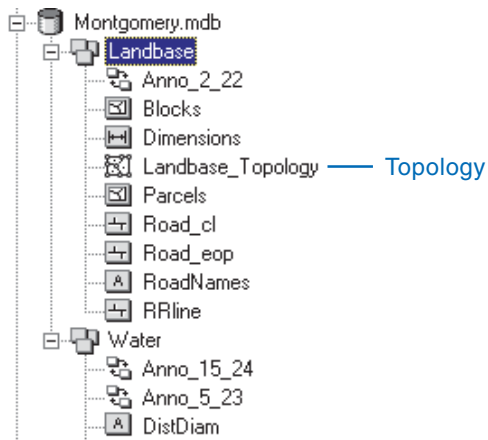 Montgomery.mdb
Landbase
Anno_2_22
Blocks
Dimensions
Landbase_Topology Topology
Parcels
Road_cl
Road_eop
A RoadNames
RRline
Water
Anno_15_24
Anno_5_23
A DistDiam